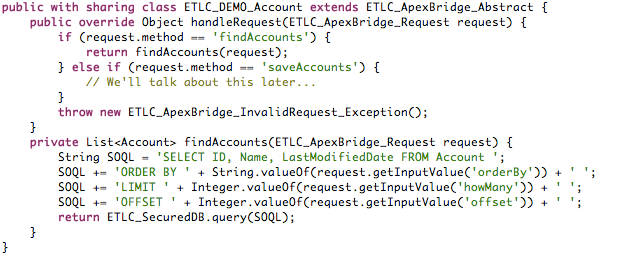 public with sharing class ETLC_DEMO_Account extends ETLC_ApexBridge_Abstract {
    public override Object handleRequest(ETLC_ApexBridge_Request request) {
        if (request.method == 'findAccounts') {
            return findAccounts(request);
        } else if (request.method == 'saveAccounts') {
            // We'll talk about this later...
        }
        throw new ETLC_ApexBridge_InvalidRequest_Exception();
    }
    private List<Account> findAccounts(ETLC_ApexBridge_Request request) {
        String SOQL = 'SELECT ID, Name, LastModifiedDate FROM Account ';
        SOQL += 'ORDER BY ' + String.valueOf(request.getInputValue('orderBy')) + ' ';
        SOQL += 'LIMIT ' + Integer.valueOf(request.getInputValue('howMany')) + ' ';
        SOQL += 'OFFSET ' + Integer.valueOf(request.getInputValue('offset')) + ' ';
        return ETLC_SecuredDB.query(SOQL);
    }
}